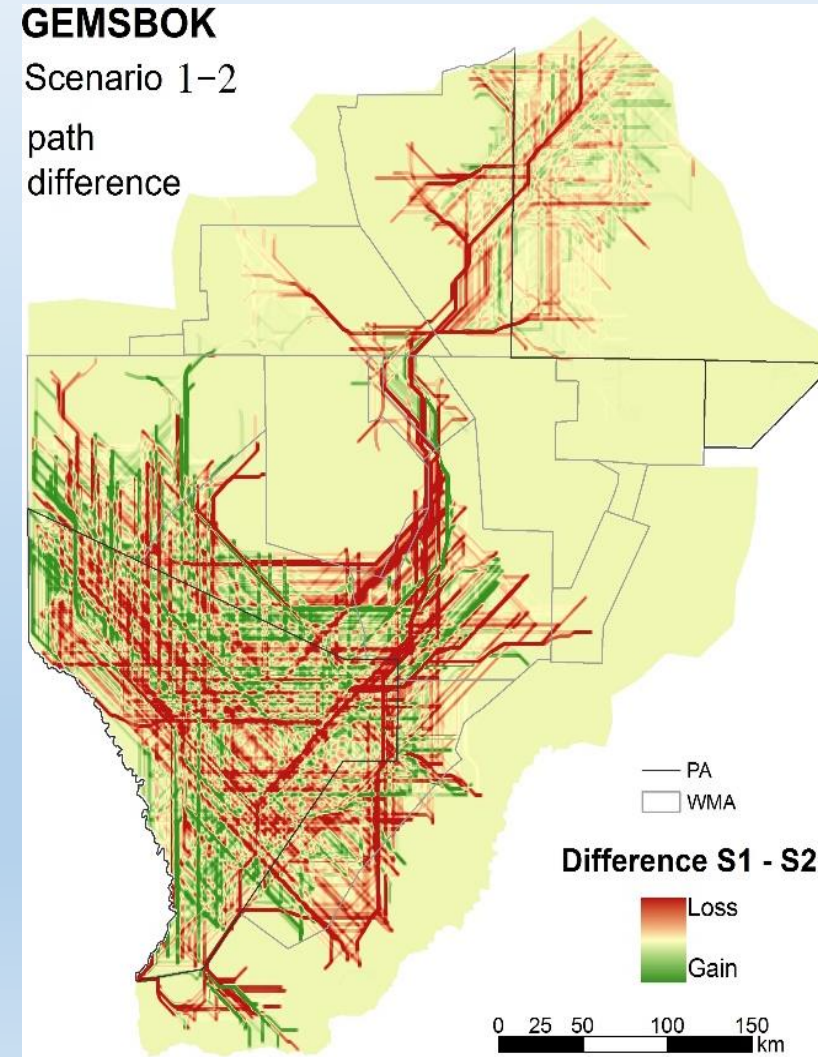 GEMSBOK
Scenario 1-2
path
difference
PA
WMA
Difference S1 - S2
Loss
Gain
0 25 50 100 150
km